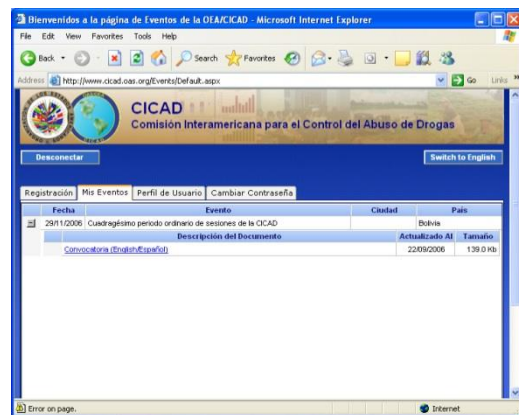 Bienvenidos a la página de Eventos de la OEA/CICAD - Microsoft Internet Explorer
File Edit View Favorites Tools Help
Back Search Favorites
Address http://www.cicad.oas.org/Events/Default.aspx Go Links
CICAD
Comisión Interamericana para el Control del Abuso de Drogas
Desconectar Switch to English
Registración Mis Eventos Perfil de Usuario Cambiar Contraseña
Fecha Evento Ciudad País
29/11/2006 Cuadragésimo periodo ordinario de sesiones de la CICAD Bolivia
Descripción del Documento Actualizado Al Tamaño
Convocatoria (English/Español) 22/09/2006 139.0 Kb
Error on page. Internet